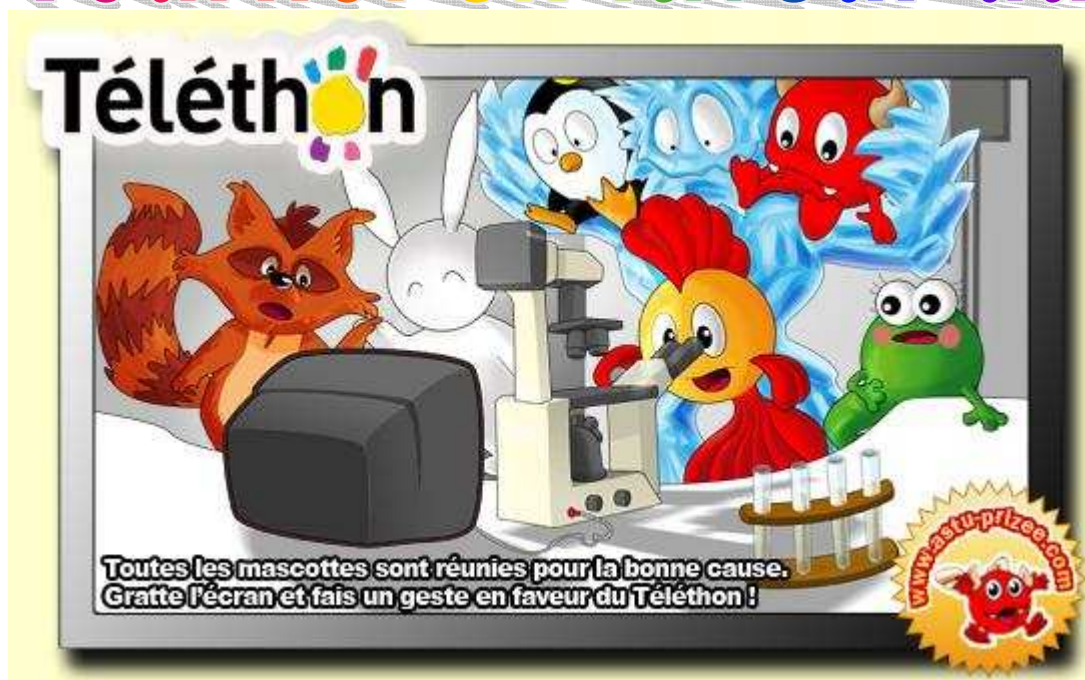 Téléthon
Toutes les mascottes sont réunies pour la bonne cause.
Gratte l'écran et fais un geste en faveur du Téléthon !
www.astu-prizee.com